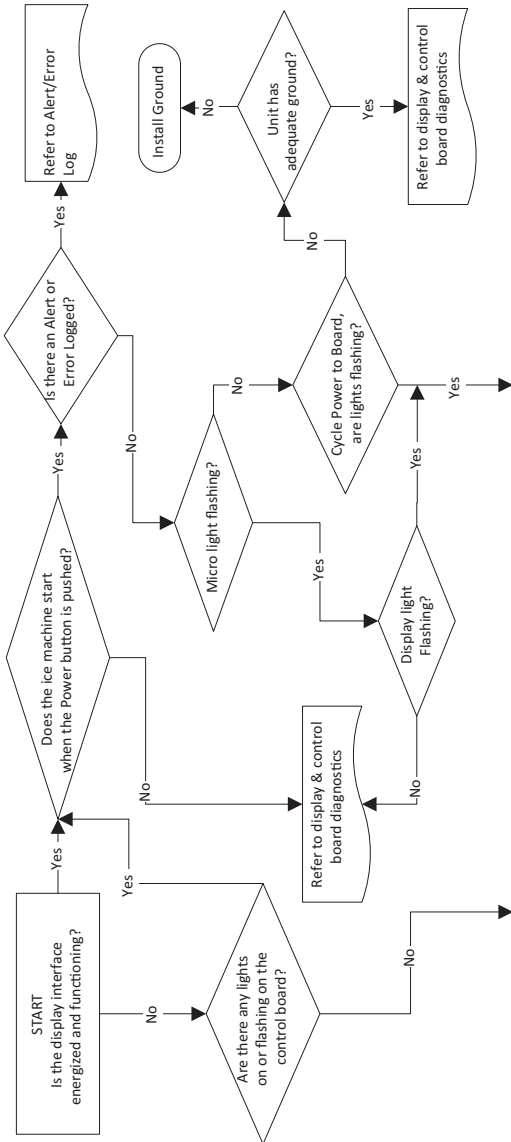 START
Is the display interface
energized and functioning?
Yes
No
Does the ice machine start
when the Power button is pushed?
Yes
No
Is there an Alert or
Error Logged?
Yes
No
Refer to Alert/Error
Log
Are there any lights
on or flashing on the
control board?
Yes
No
Micro light flashing?
No
Yes
Refer to display & control
board diagnostics
Display light
Flashing?
No
Yes
Cycle Power to Board,
are lights flashing?
No
Yes
Unit has
adequate ground?
No
Yes
Install Ground
Refer to display & control
board diagnostics